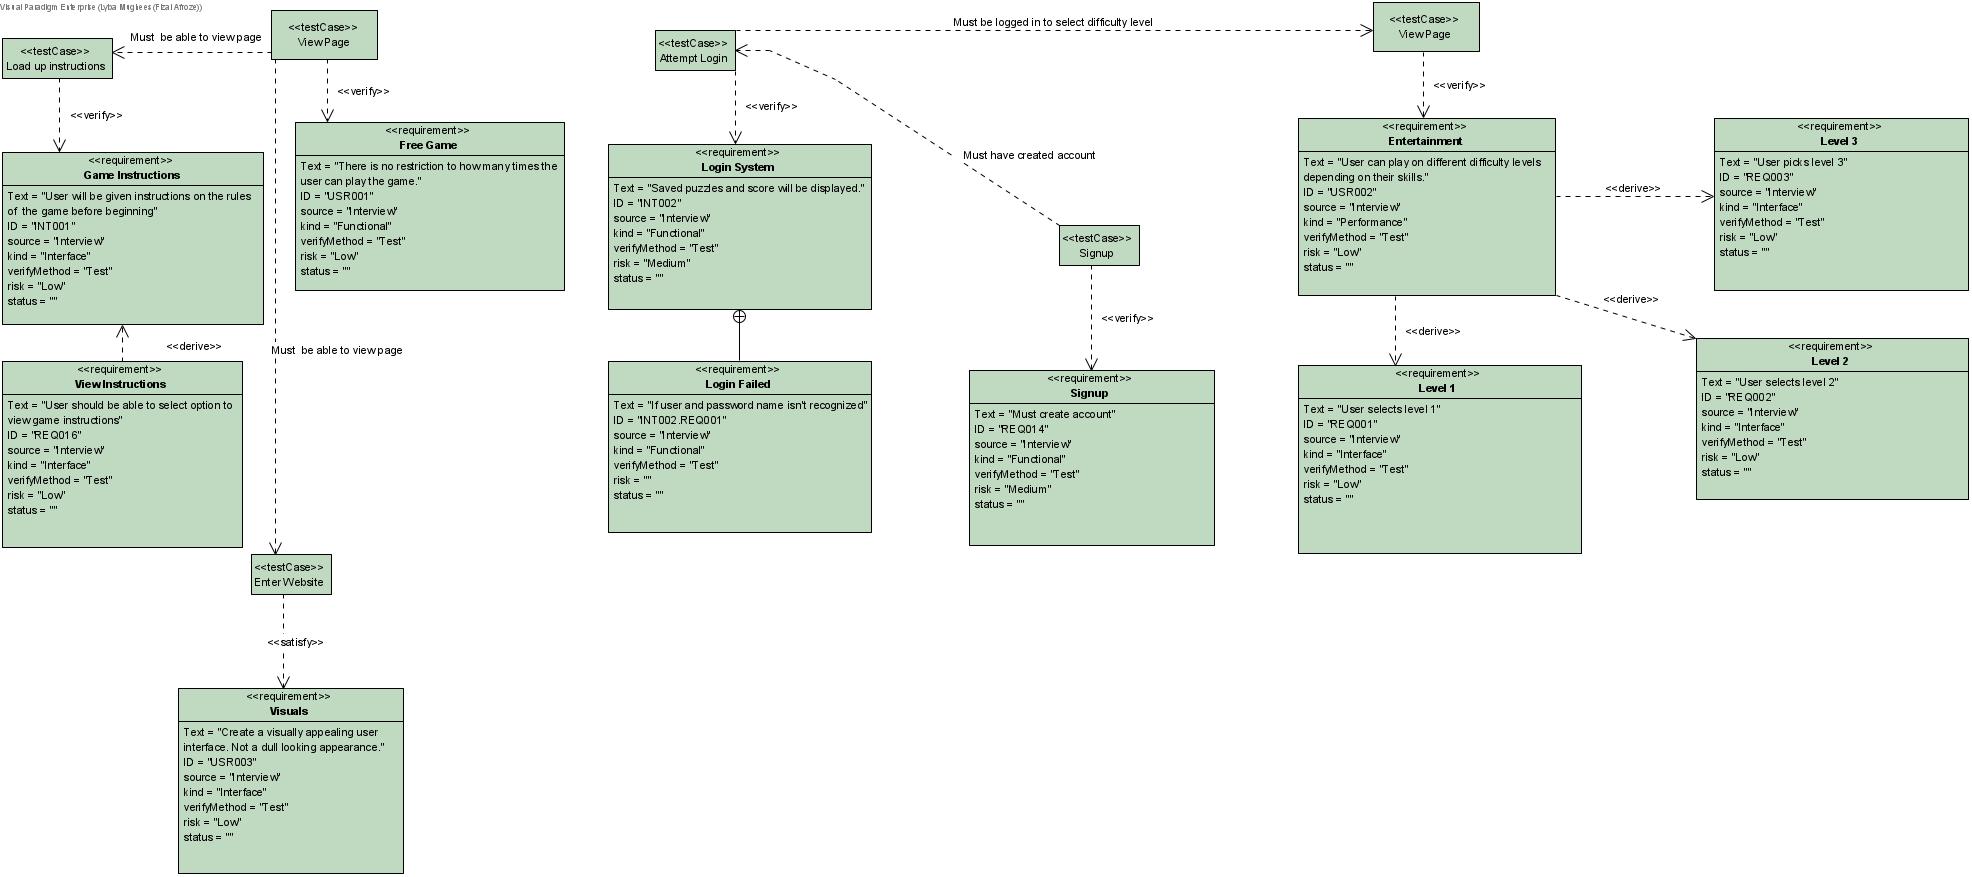 Visual Paradigm Enterprise (Lyba Mughees (Fizai Afroze))
<<testCase>>
Load up instructions
Must be able to view page
<<testCase>>
View Page
<<verify>>
<<verify>>
<<requirement>>
Game Instructions
Text = "User will be given instructions on the rules
of the game before beginning"
ID = "INT001"
source = "Interview"
kind = "Interface"
verifyMethod = "Test"
risk = "Low"
status = ""
<<requirement>>
Free Game
Text = "There is no restriction to how many times the
user can play the game."
ID = "USR001"
source = "Interview"
kind = "Functional"
verifyMethod = "Test"
risk = "Low"
status = ""
<<derive>>
Must be able to view page
<<requirement>>
View Instructions
Text = "User should be able to select option to
view game instructions"
ID = "REQ016"
source = "Interview"
kind = "Interface"
verifyMethod = "Test"
risk = "Low"
status = ""
<<testCase>>
Enter Website
<<satisfy>>
<<requirement>>
Visuals
Text = "Create a visually appealing user
interface. Not a dull looking appearance."
ID = "USR003"
source = "Interview"
kind = "Interface"
verifyMethod = "Test"
risk = "Low"
status = ""
<<testCase>>
Attempt Login
Must be logged in to select difficulty level
<<verify>>
<<requirement>>
Login System
Text = "Saved puzzles and score will be displayed."
ID = "INT002"
source = "Interview"
kind = "Functional"
verifyMethod = "Test"
risk = "Medium"
status = ""
<<requirement>>
Login Failed
Text = "If user and password name isn't recognized"
ID = "INT002.REQ001"
source = "Interview"
kind = "Functional"
verifyMethod = "Test"
risk = ""
status = ""
Must have created account
<<testCase>>
Signup
<<verify>>
<<requirement>>
Signup
Text = "Must create account"
ID = "REQ014"
source = "Interview"
kind = "Functional"
verifyMethod = "Test"
risk = "Medium"
status = ""
<<testCase>>
View Page
<<verify>>
<<requirement>>
Entertainment
Text = "User can play on different difficulty levels
depending on their skills."
ID = "USR002"
source = "Interview"
kind = "Performance"
verifyMethod = "Test"
risk = "Low"
status = ""
<<derive>>
<<requirement>>
Level 3
Text = "User picks level 3"
ID = "REQ003"
source = "Interview"
kind = "Interface"
verifyMethod = "Test"
risk = "Low"
status = ""
<<derive>>
<<derive>>
<<requirement>>
Level 1
Text = "User selects level 1"
ID = "REQ001"
source = "Interview"
kind = "Interface"
verifyMethod = "Test"
risk = "Low"
status = ""
<<requirement>>
Level 2
Text = "User selects level 2"
ID = "REQ002"
source = "Interview"
kind = "Interface"
verifyMethod = "Test"
risk = "Low"
status = ""